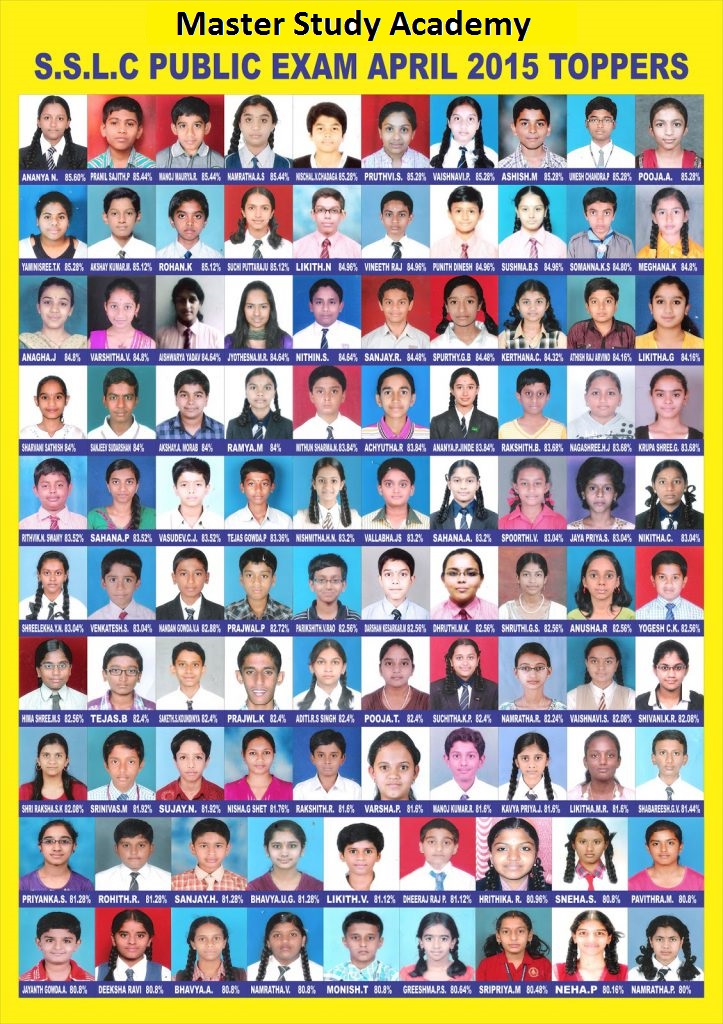 Master Study Academy
S.S.L.C PUBLIC EXAM APRIL 2015 TOPPERS
ANANYA N. 85.60% PRANIL SAJITH.P 85.44% MANOJ MAURYA.R. 85.44% NAMRATHA.A.S 85.44% NISCHAL.K.CHADAGA 85.28% PRUTHVI.S. 85.28% VAISHNAVI.P. 85.28% ASHISH.M 85.28% UMESH CHANDRA.P 85.28% POOJA.A. 85.28%
YAMINISREE.T.K 85.28% AKSHAY KUMAR.M. 85.12% ROHAN.K 85.12% SUCHI PUTTARAJU 85.12% LIKITH.N 84.96% VINEETH RAJ 84.96% PUNITH DINESH 84.96% SUSHMA.B.S 84.96% SOMANNA.K.S 84.80% MEGHANA.K 84.8%
ANAGHA.J 84.8% VARSHITHA.V. 84.8% AISHWARYA YADAV 84.64% JYOTHESNA.M.R. 84.64% NITHIN.S. 84.64% SANJAY.R. 84.48% SPURTHY.G.B 84.48% KERTHANA.C. 84.32% ATHISH RAJ ARVIND 84.16% LIKITHA.G 84.16%
SHARVANI SATHISH 84% SANJEEV SUDARSHAN 84% AKSHAY.A. MORAB 84% RAMYA.M 84% MITHUN SHARMA.N. 83.84% ACHYUTHA.R 83.84% ANANYA.P.JINDE 83.84% RAKSHITH.B. 83.68% NAGASHREE.H.J 83.68% KRUPA SHREE.G. 83.68%
RITHVIK.N. SWAMY 83.52% SAHANA.P 83.52% VASUDEV.C.J. 83.52% TEJAS GOWDA.P 83.36% NISHMITHA.H.N. 83.2% VALLABHA.JS 83.2% SAHANA.A. 83.2% SPOORTHI.V. 83.04% JAYA PRIYA.S. 83.04% NIKITHA.C. 83.04%
SHREELEKHA.Y.N. 83.04% VENKATESH.S. 83.04% NANDAN GOWDA.V.A 82.88% PRAJWAL.P 82.72% PARIKSHITH.V.RAO 82.56% DARSHAN KESARKAR.M 82.56% DHRUTHI.M.K. 82.56% SHRUTHI.G.S. 82.56% ANUSHA.R 82.56% YOGESH C.K. 82.56%
HIMA SHREE.M.S 82.56% TEJAS.B 82.4% SAKETH.S.KOUNDINYA 82.4% PRAJWL.K 82.4% ADITI.R.S SINGH 82.4% POOJA.T. 82.4% SUCHITHA.K.P. 82.4% NAMRATHA.R. 82.24% VAISHNAVI.S. 82.08% SHIVANI.K.R. 82.08%
SHRI RAKSHA.S.K 82.08% SRINIVAS.M 81.92% SUJAY.N. 81.92% NISHA.G SHET 81.76% RAKSHITH.R. 81.6% VARSHA.P. 81.6% MANOJ KUMAR.R. 81.6% KAVYA PRIYA.J. 81.6% LIKITHA.M.R. 81.6% SHABAREESH.G.V. 81.44%
PRIYANKA.S. 81.28% ROHITH.R. 81.28% SANJAY.H. 81.28% BHAVYA.U.G. 81.28% LIKITH.V. 81.12% DHEERAJ RAJ P. 81.12% HRITHIKA. R. 80.96% SNEHA.S. 80.8% PAVITHRA.M. 80.8%
JAYANTH GOWDA.A. 80.8% DEEKSHA RAVI 80.8% BHAVYA.A. 80.8% NAMRATHA.V. 80.8% MONISH.T 80.8% GREESHMA.P.S. 80.64% SRIPRIYA.M 80.48% NEHA.P 80.16% NAMRATHA.P. 80%